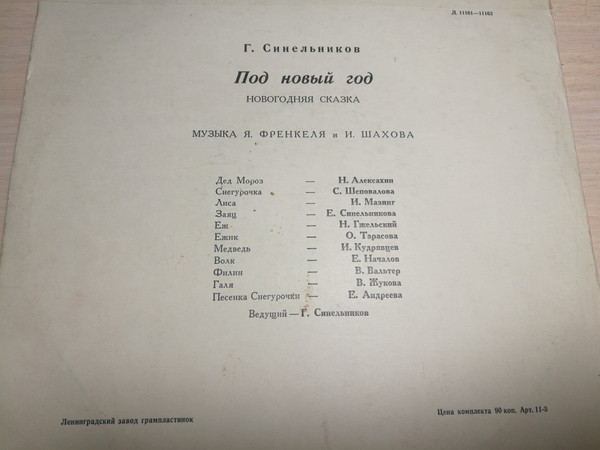 Д 11161—11162
Г. Синельников
Под новый год
НОВОГОДНЯЯ СКАЗКА
МУЗЫКА Я. ФРЕНКЕЛЯ и И. ШАХОВА
Дед Мороз — Н. Алексахин
Снегурочка — С. Шеповалова
Лиса — И. Мазинг
Заяц — Е. Синельникова
Еж — Н. Гжельский
Ежик — О. Тарасова
Медведь — И. Кудрявцев
Волк — Е. Началов
Филин — В. Вальтер
Галя — В. Жукова
Песенка Снегурочки — Е. Андреева
Ведущий — Г. Синельников
Ленинградский завод грампластинок
Цена комплекта 90 коп. Арт. 11-3